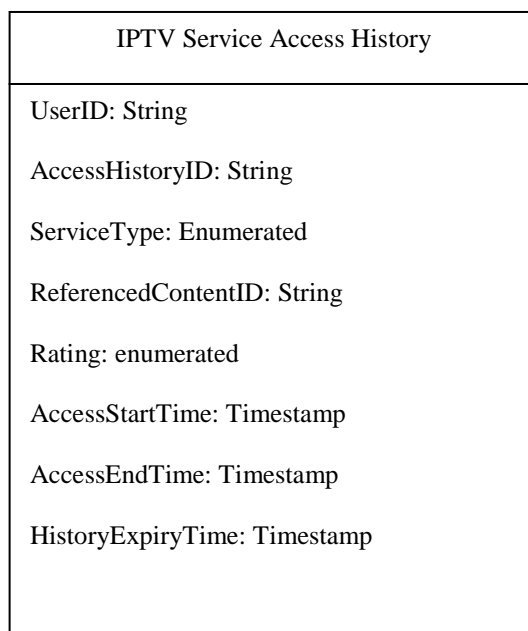 IPTV Service Access History
UserID: String
AccessHistoryID: String
ServiceType: Enumerated
ReferencedContentID: String
Rating: enumerated
AccessStartTime: Timestamp
AccessEndTime: Timestamp
HistoryExpiryTime: Timestamp